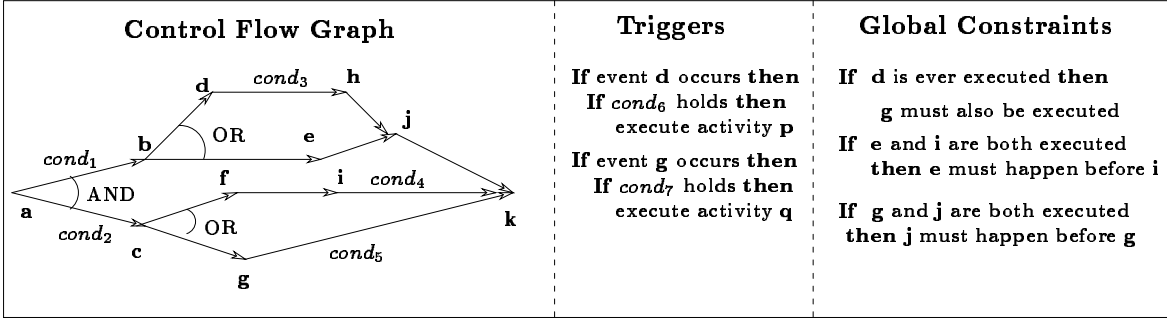 Control Flow Graph
d
cond3
h
OR
j
b
e
cond1
AND
f
i
cond4
a
cond2
OR
k
c
cond5
g
Triggers
If event d occurs then
If cond6 holds then
execute activity p
If event g occurs then
If cond7 holds then
execute activity q
Global Constraints
If d is ever executed then
g must also be executed
If e and i are both executed
then e must happen before i
If g and j are both executed
then j must happen before g